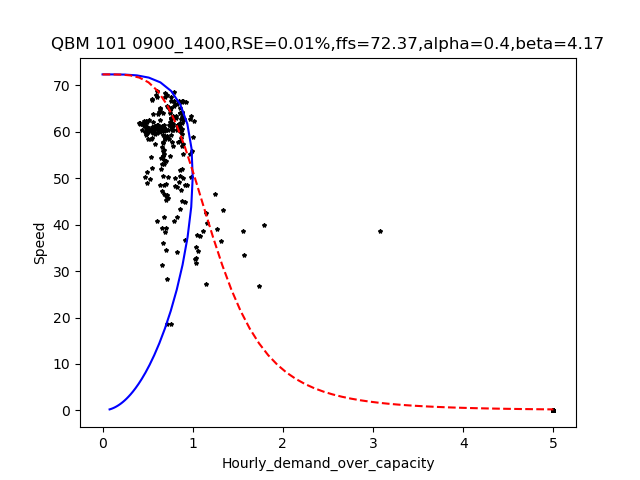 QBM 101 0900_1400,RSE=0.01%,ffs=72.37,alpha=0.4,beta=4.17
70
60
50
40
30
20
10
0
Speed
0 1 2 3 4 5
Hourly_demand_over_capacity